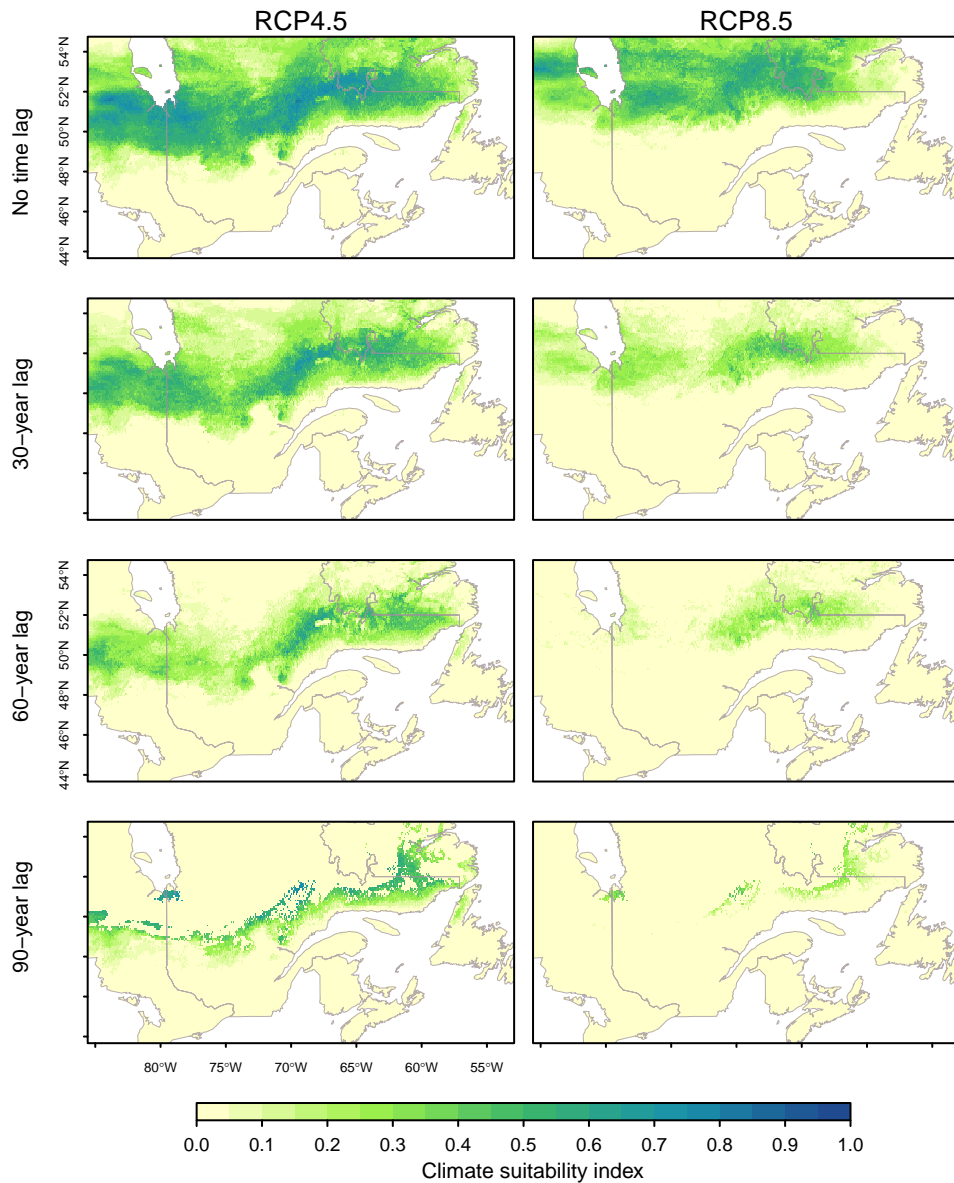 RCP4.5 RCP8.5
No time lag
54°N
52°N
50°N
48°N
46°N
44°N
30−year lag
60−year lag
54°N
52°N
50°N
48°N
46°N
44°N
90−year lag
80°W 75°W 70°W 65°W 60°W 55°W
0.0 0.1 0.2 0.3 0.4 0.5 0.6 0.7 0.8 0.9 1.0
Climate suitability index